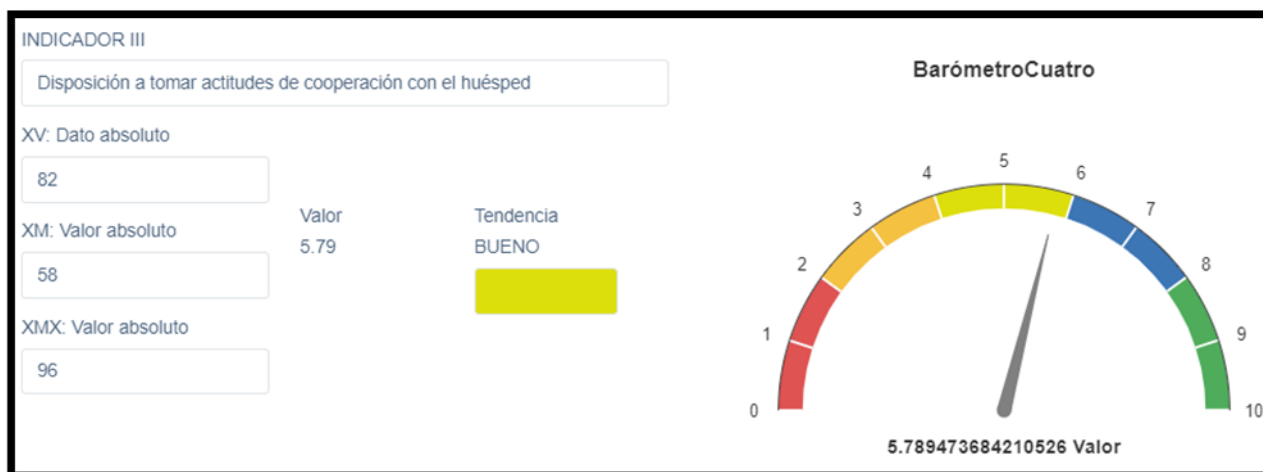 INDICADOR III
Disposición a tomar actitudes de cooperación con el huésped
XV: Dato absoluto
82
XM: Valor absoluto
58
XMX: Valor absoluto
96
Valor
5.79
Tendencia
BUENO
BarómetroCuatro
0
1
2
3
4
5
6
7
8
9
10
5.789473684210526 Valor